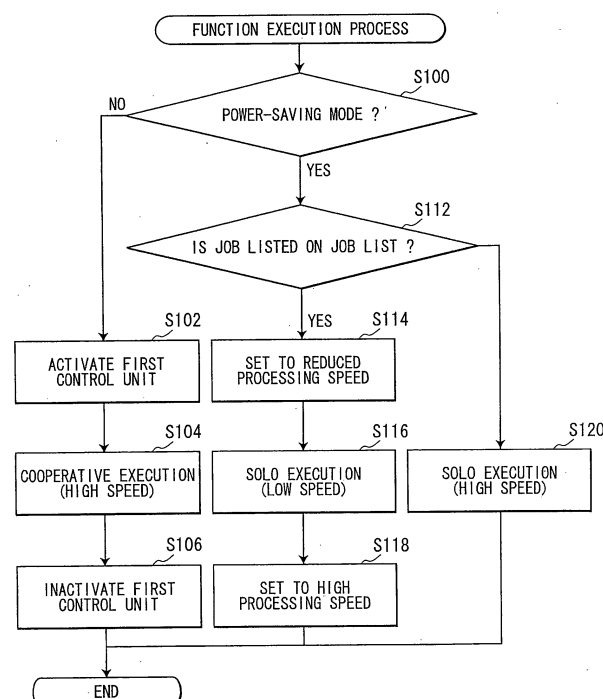 FUNCTION EXECUTION PROCESS
S100
NO
POWER-SAVING MODE ?
YES
S112
IS JOB LISTED ON JOB LIST ?
S102
YES
S114
ACTIVATE FIRST
CONTROL UNIT
SET TO REDUCED
PROCESSING SPEED
S104
S116
S120
COOPERATIVE EXECUTION
(HIGH SPEED)
SOLO EXECUTION
(LOW SPEED)
SOLO EXECUTION
(HIGH SPEED)
S106
S118
INACTIVATE FIRST
CONTROL UNIT
SET TO HIGH
PROCESSING SPEED
END